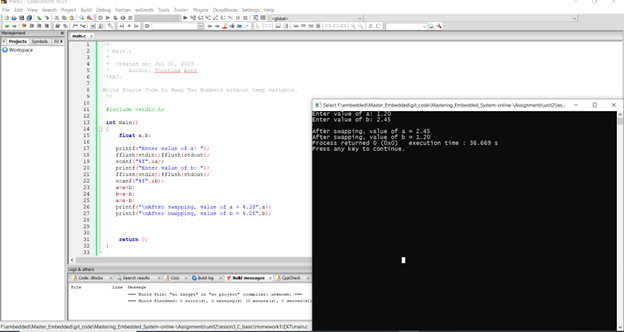 main.c - Code::Blocks 16.01
File Edit View Search Project Build Debug Fortran wxSmith Tools Tools+ Plugins DoxyBlocks Settings Help
<global>
Management
Projects Symbols
Workspace
main.c
1 /*
2 * main.c
3 *
4 * Created on: Jul 31, 2023
5 * Author:
6 *EX7:
7
8 Write Source Code to Swap Two Numbers without temp variable.
9 */
10
11 #include <stdio.h>
12
13 int main()
14 {
15 float a,b;
16
17 printf("Enter value of a: ");
18 fflush(stdin);fflush(stdout);
19 scanf("%f",&a);
20 printf("Enter value of b: ");
21 fflush(stdin);fflush(stdout);
22 scanf("%f",&b);
23 a=a+b;
24 b=a-b;
25 a=a-b;
26 printf("\nAfter swapping, value of a = %.2f",a);
27 printf("\nAfter swapping, value of b = %.2f",b);
28
29
30
31 return 0;
32 }
33
Select F:\embedded\Master_Embedded\git_code\Mastering_Embedded_System-online-\Assignments\unit2\les...
Enter value of a: 1.20
Enter value of b: 2.45
After swapping, value of a = 2.45
After swapping, value of b = 1.20
Process returned 0 (0x0) execution time : 36.669 s
Press any key to continue.
Logs & others
Code::Blocks Search results Cccc Build log Build messages CppCheck
File Line Message
=== Build file: "no target" in "no project" (compiler: unknown) ===
=== Build finished: 0 error(s), 0 warning(s) (0 minute(s), 0 second(s))
F:\embedded\Master_Embedded\git_code\Mastering_Embedded_System-online-\Assignments\unit2\lesson3_C_basic\Homework1\EX7\main.c